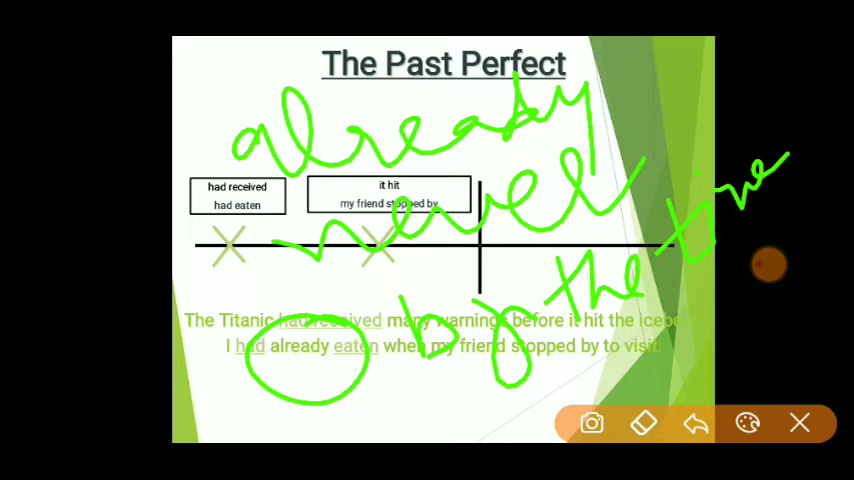 The Past Perfect
already
had received
had eaten
it hit
my friend stopped by
never
by the time
The Titanic had received many warnings before it hit the icebe
I had already eaten when my friend stopped by to visit.